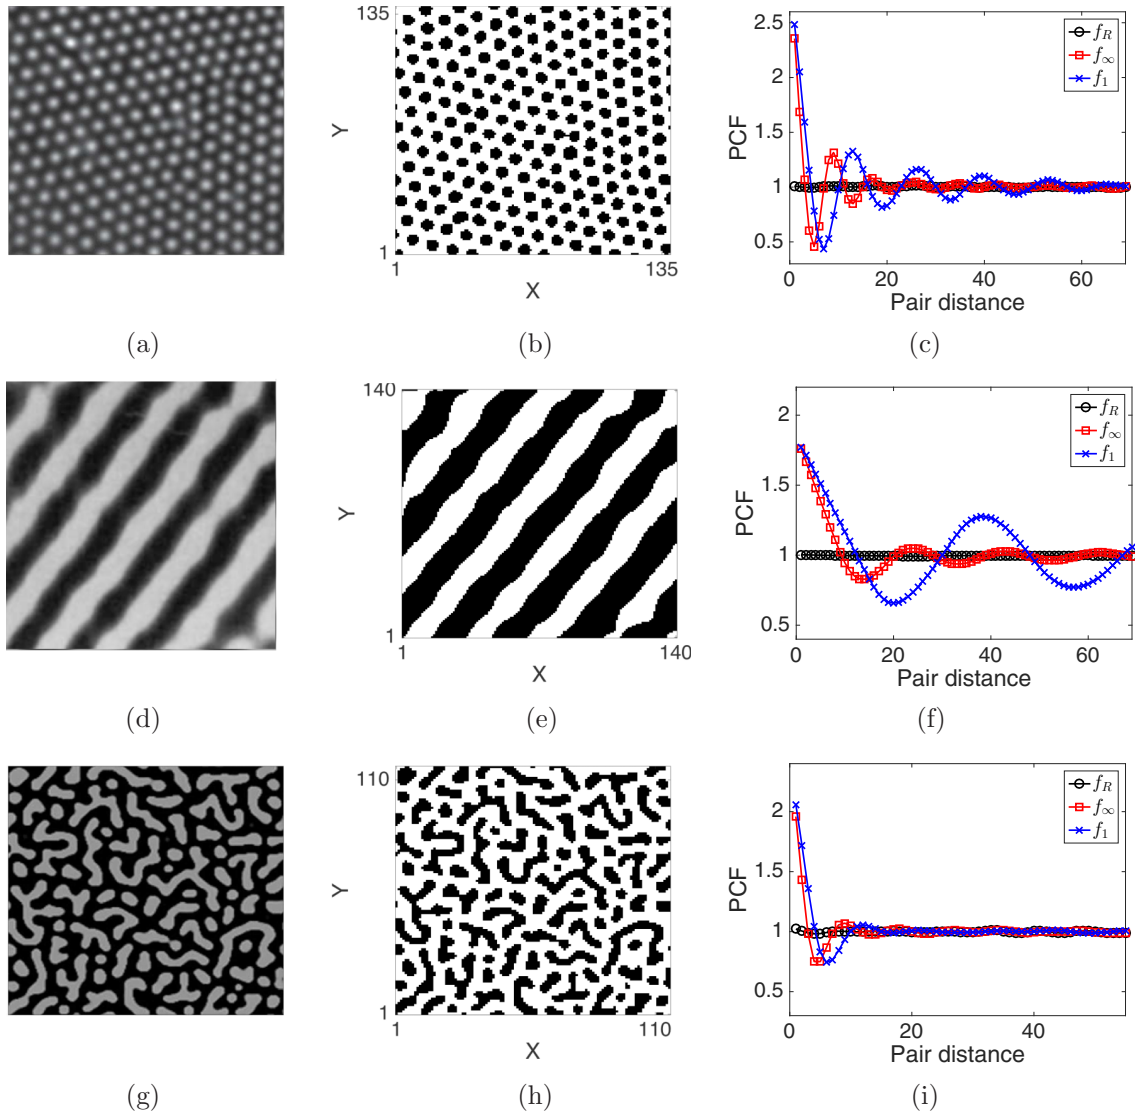 135
Y
1
1
135
X
2.5
2
1.5
1
0.5
PCF
0
20
40
60
Pair distance
f_R
f_∞
f_1
(a)
(b)
(c)
140
Y
1
1
140
X
2
1.5
1
0.5
PCF
0
20
40
60
Pair distance
f_R
f_∞
f_1
(d)
(e)
(f)
110
Y
1
1
110
X
2
1.5
1
0.5
PCF
0
20
40
Pair distance
f_R
f_∞
f_1
(g)
(h)
(i)